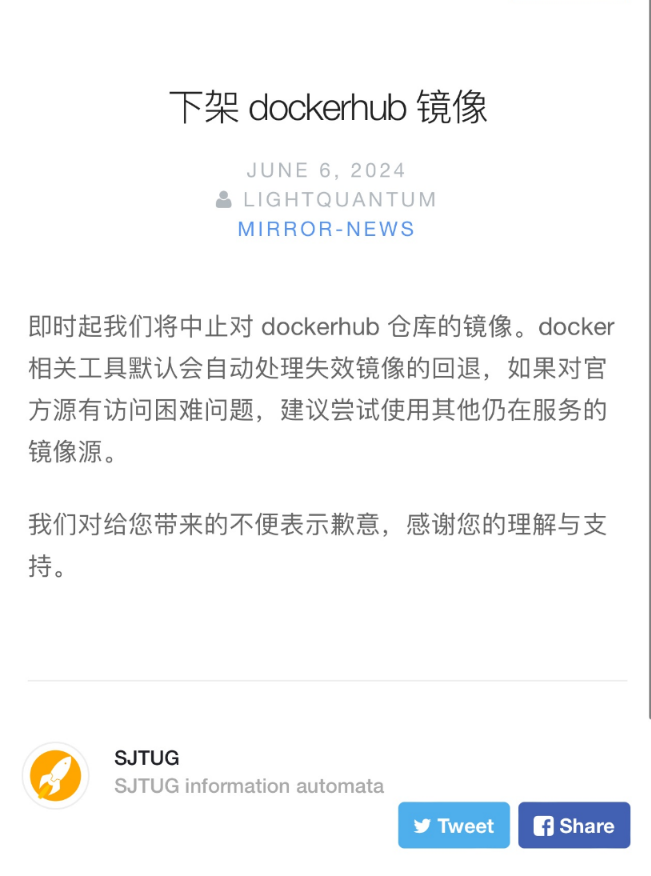 下架 dockerhub 镜像
JUNE 6, 2024
LIGHTQUANTUM
MIRROR-NEWS
即时起我们将中止对 dockerhub 仓库的镜像。docker
相关工具默认会自动处理失效镜像的回退，如果对官
方源有访问困难问题，建议尝试使用其他仍在服务的
镜像源。
我们对给您带来的不便表示歉意，感谢您的理解与支
持。
SJTUG
SJTUG information automata
Tweet
Share